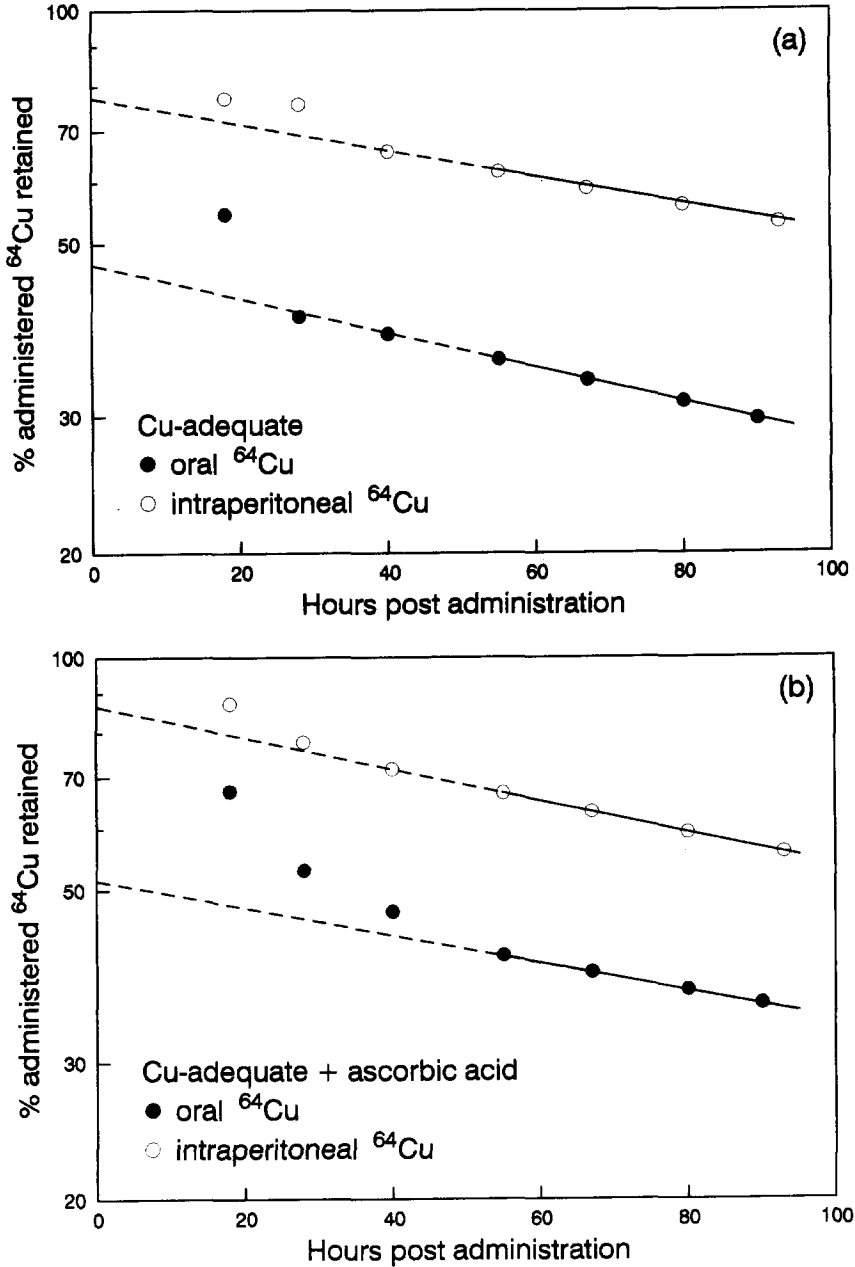 (a)
100
70
50
30
20
% administered ⁶⁴Cu retained
Cu-adequate
● oral ⁶⁴Cu
○ intraperitoneal ⁶⁴Cu
0 20 40 60 80 100
Hours post administration
(b)
100
70
50
30
20
% administered ⁶⁴Cu retained
Cu-adequate + ascorbic acid
● oral ⁶⁴Cu
○ intraperitoneal ⁶⁴Cu
0 20 40 60 80 100
Hours post administration